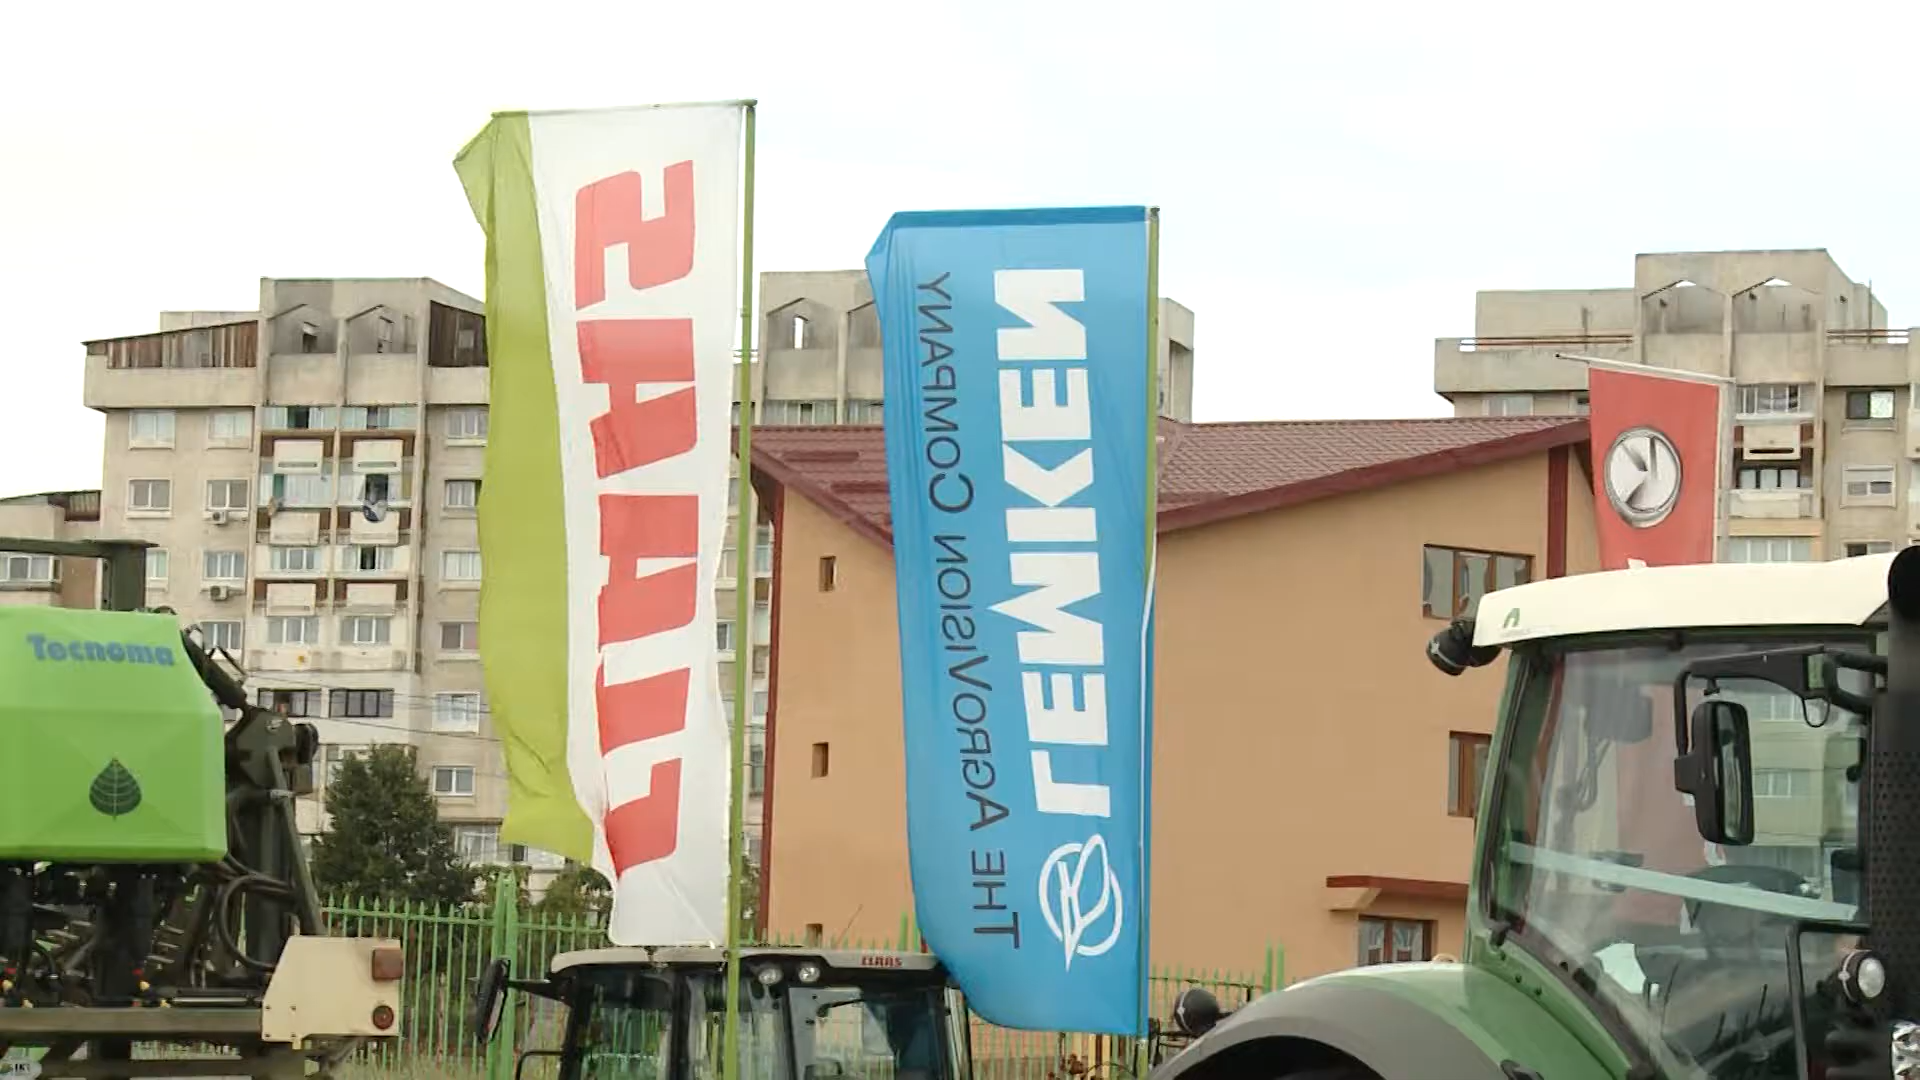 Tecnoma
CLAAS
LEMKEN
THE AGROVISION COMPANY
CLAAS